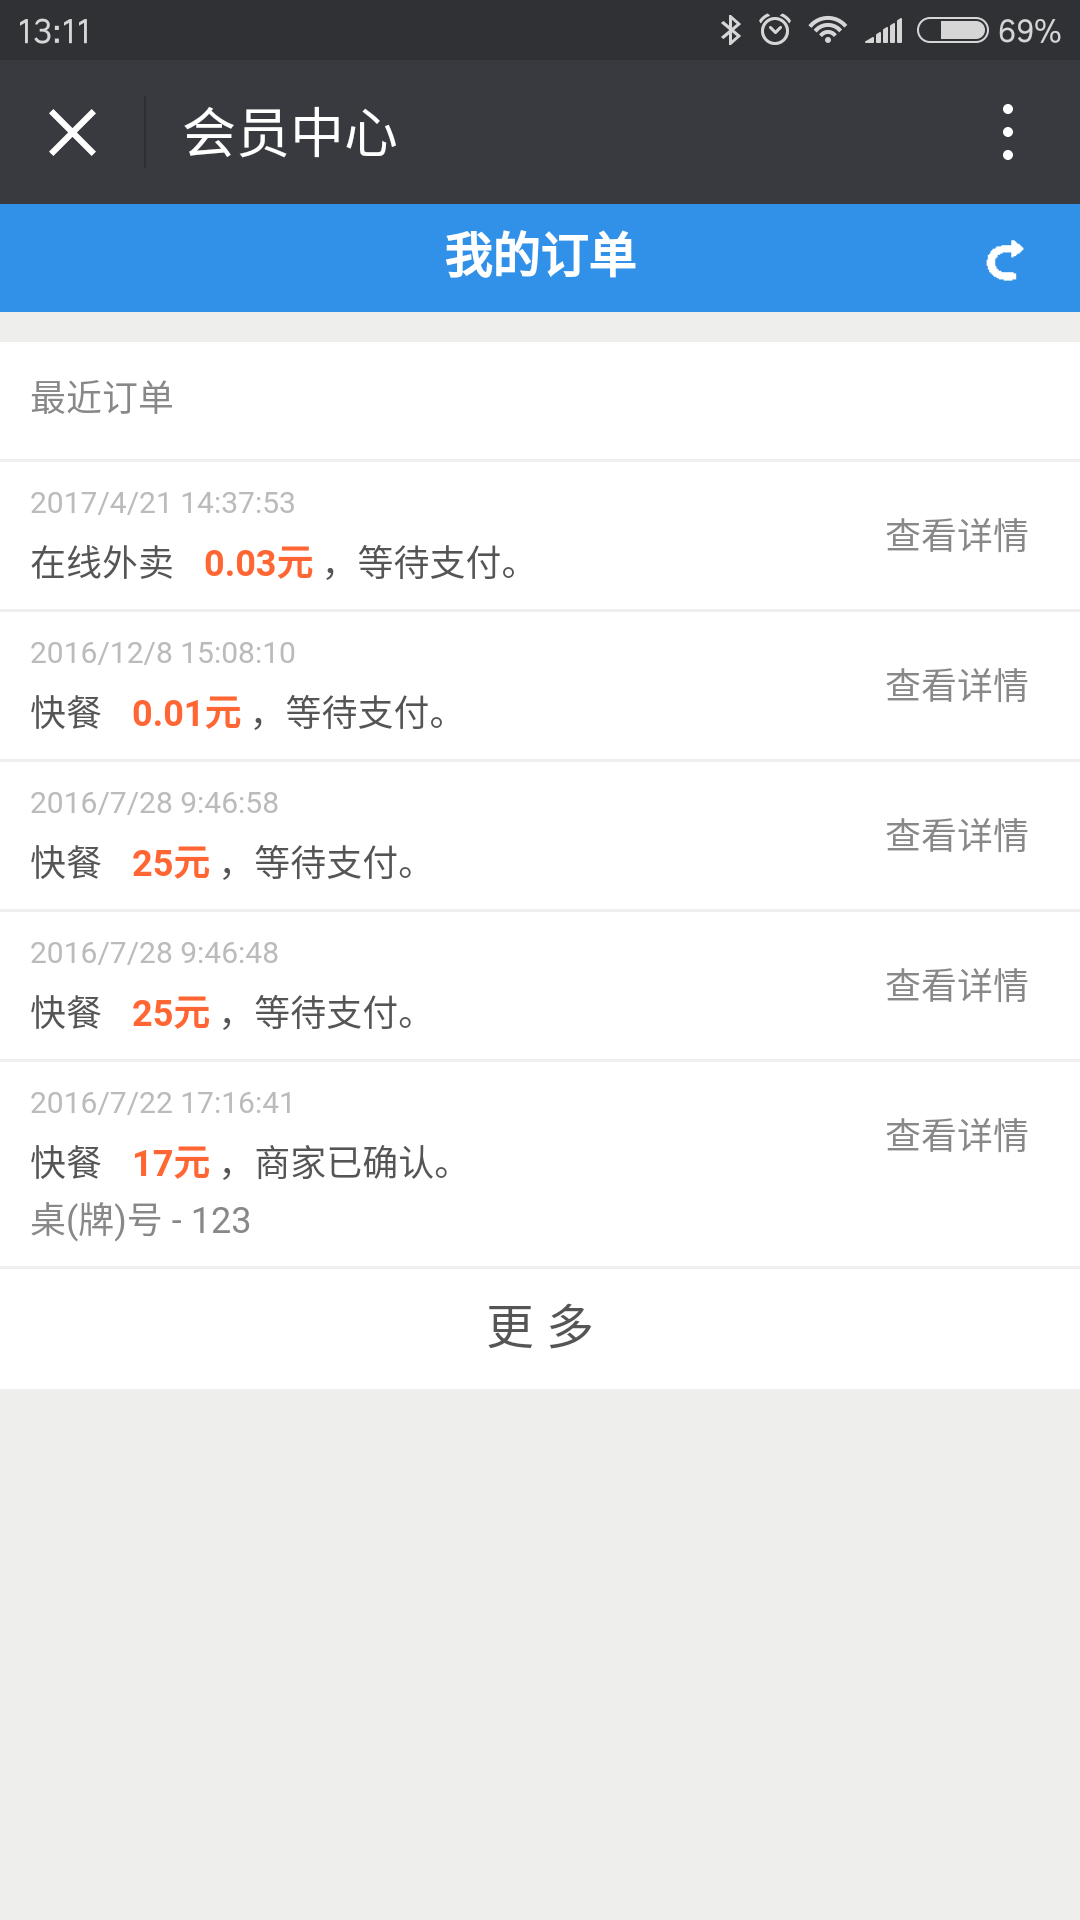 13:11 69%
会员中心
我的订单
最近订单
2017/4/21 14:37:53
在线外卖 0.03元，等待支付。
查看详情
2016/12/8 15:08:10
快餐 0.01元，等待支付。
查看详情
2016/7/28 9:46:58
快餐 25元，等待支付。
查看详情
2016/7/28 9:46:48
快餐 25元，等待支付。
查看详情
2016/7/22 17:16:41
快餐 17元，商家已确认。
查看详情
桌(牌)号 - 123
更多